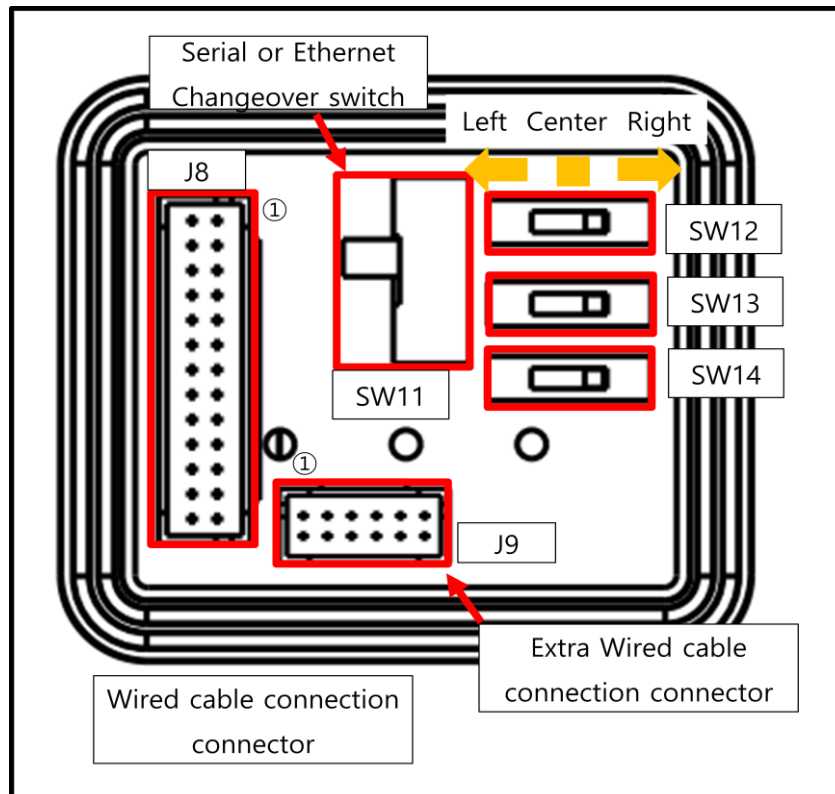 Serial or Ethernet
Changeover switch
Left Center Right
J8
①
SW12
SW13
SW14
SW11
①
J9
Extra Wired cable
connection connector
Wired cable connection
connector